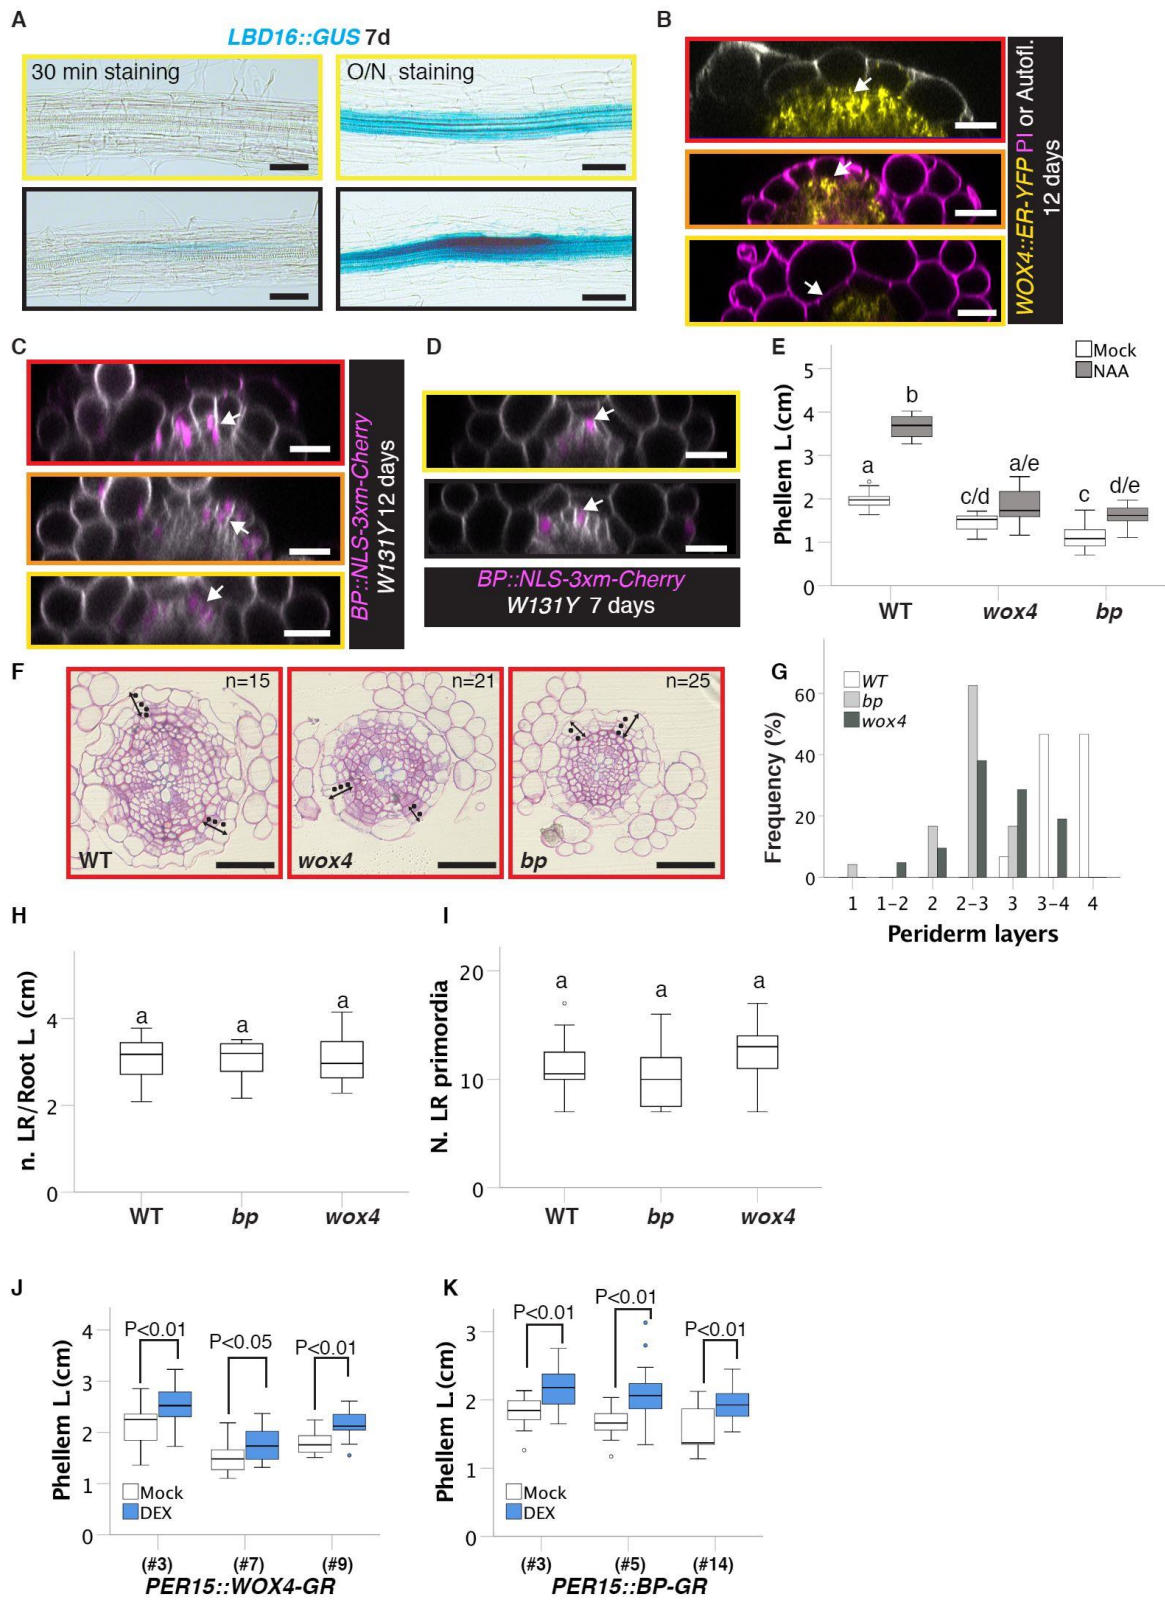 A
LBD16::GUS 7d
30 min staining
O/N staining
B
WOX4::ER-YFP PI or Autofl.
12 days
C
BP::NLS-3xm-Cherry
W131Y 12 days
D
BP::NLS-3xm-Cherry
W131Y 7 days
E
Mock
NAA
Phellem L.(cm)
5
4
3
2
1
0
a
b
c/d
a/e
c
d/e
WT
wox4
bp
F
n=15
n=21
n=25
WT
wox4
bp
G
WT
bp
wox4
Frequency (%)
60
40
20
0
1
1-2
2
2-3
3
3-4
4
Periderm layers
H
n. LR/Root L. (cm)
4
2
0
a
a
a
WT
bp
wox4
I
N. LR primordia
20
10
0
a
a
a
WT
bp
wox4
J
Phellem L.(cm)
4
3
2
1
0
P<0.01
P<0.05
P<0.01
Mock
DEX
(#3)
(#7)
(#9)
PER15::WOX4-GR
K
Phellem L.(cm)
3
2
1
0
P<0.01
P<0.01
P<0.01
Mock
DEX
(#3)
(#5)
(#14)
PER15::BP-GR